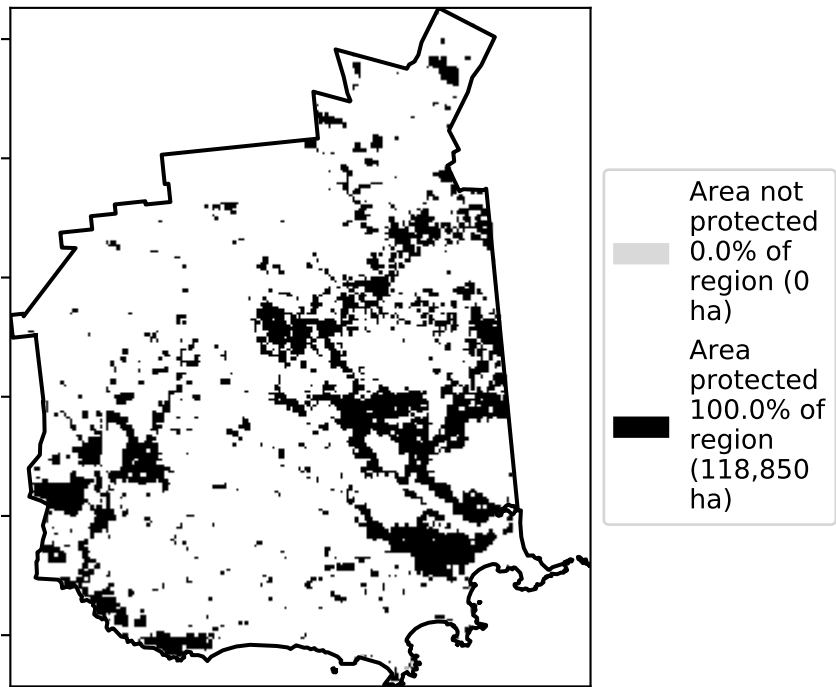 Area not
protected
0.0% of
region (0
ha)
Area
protected
100.0% of
region
(118,850
ha)